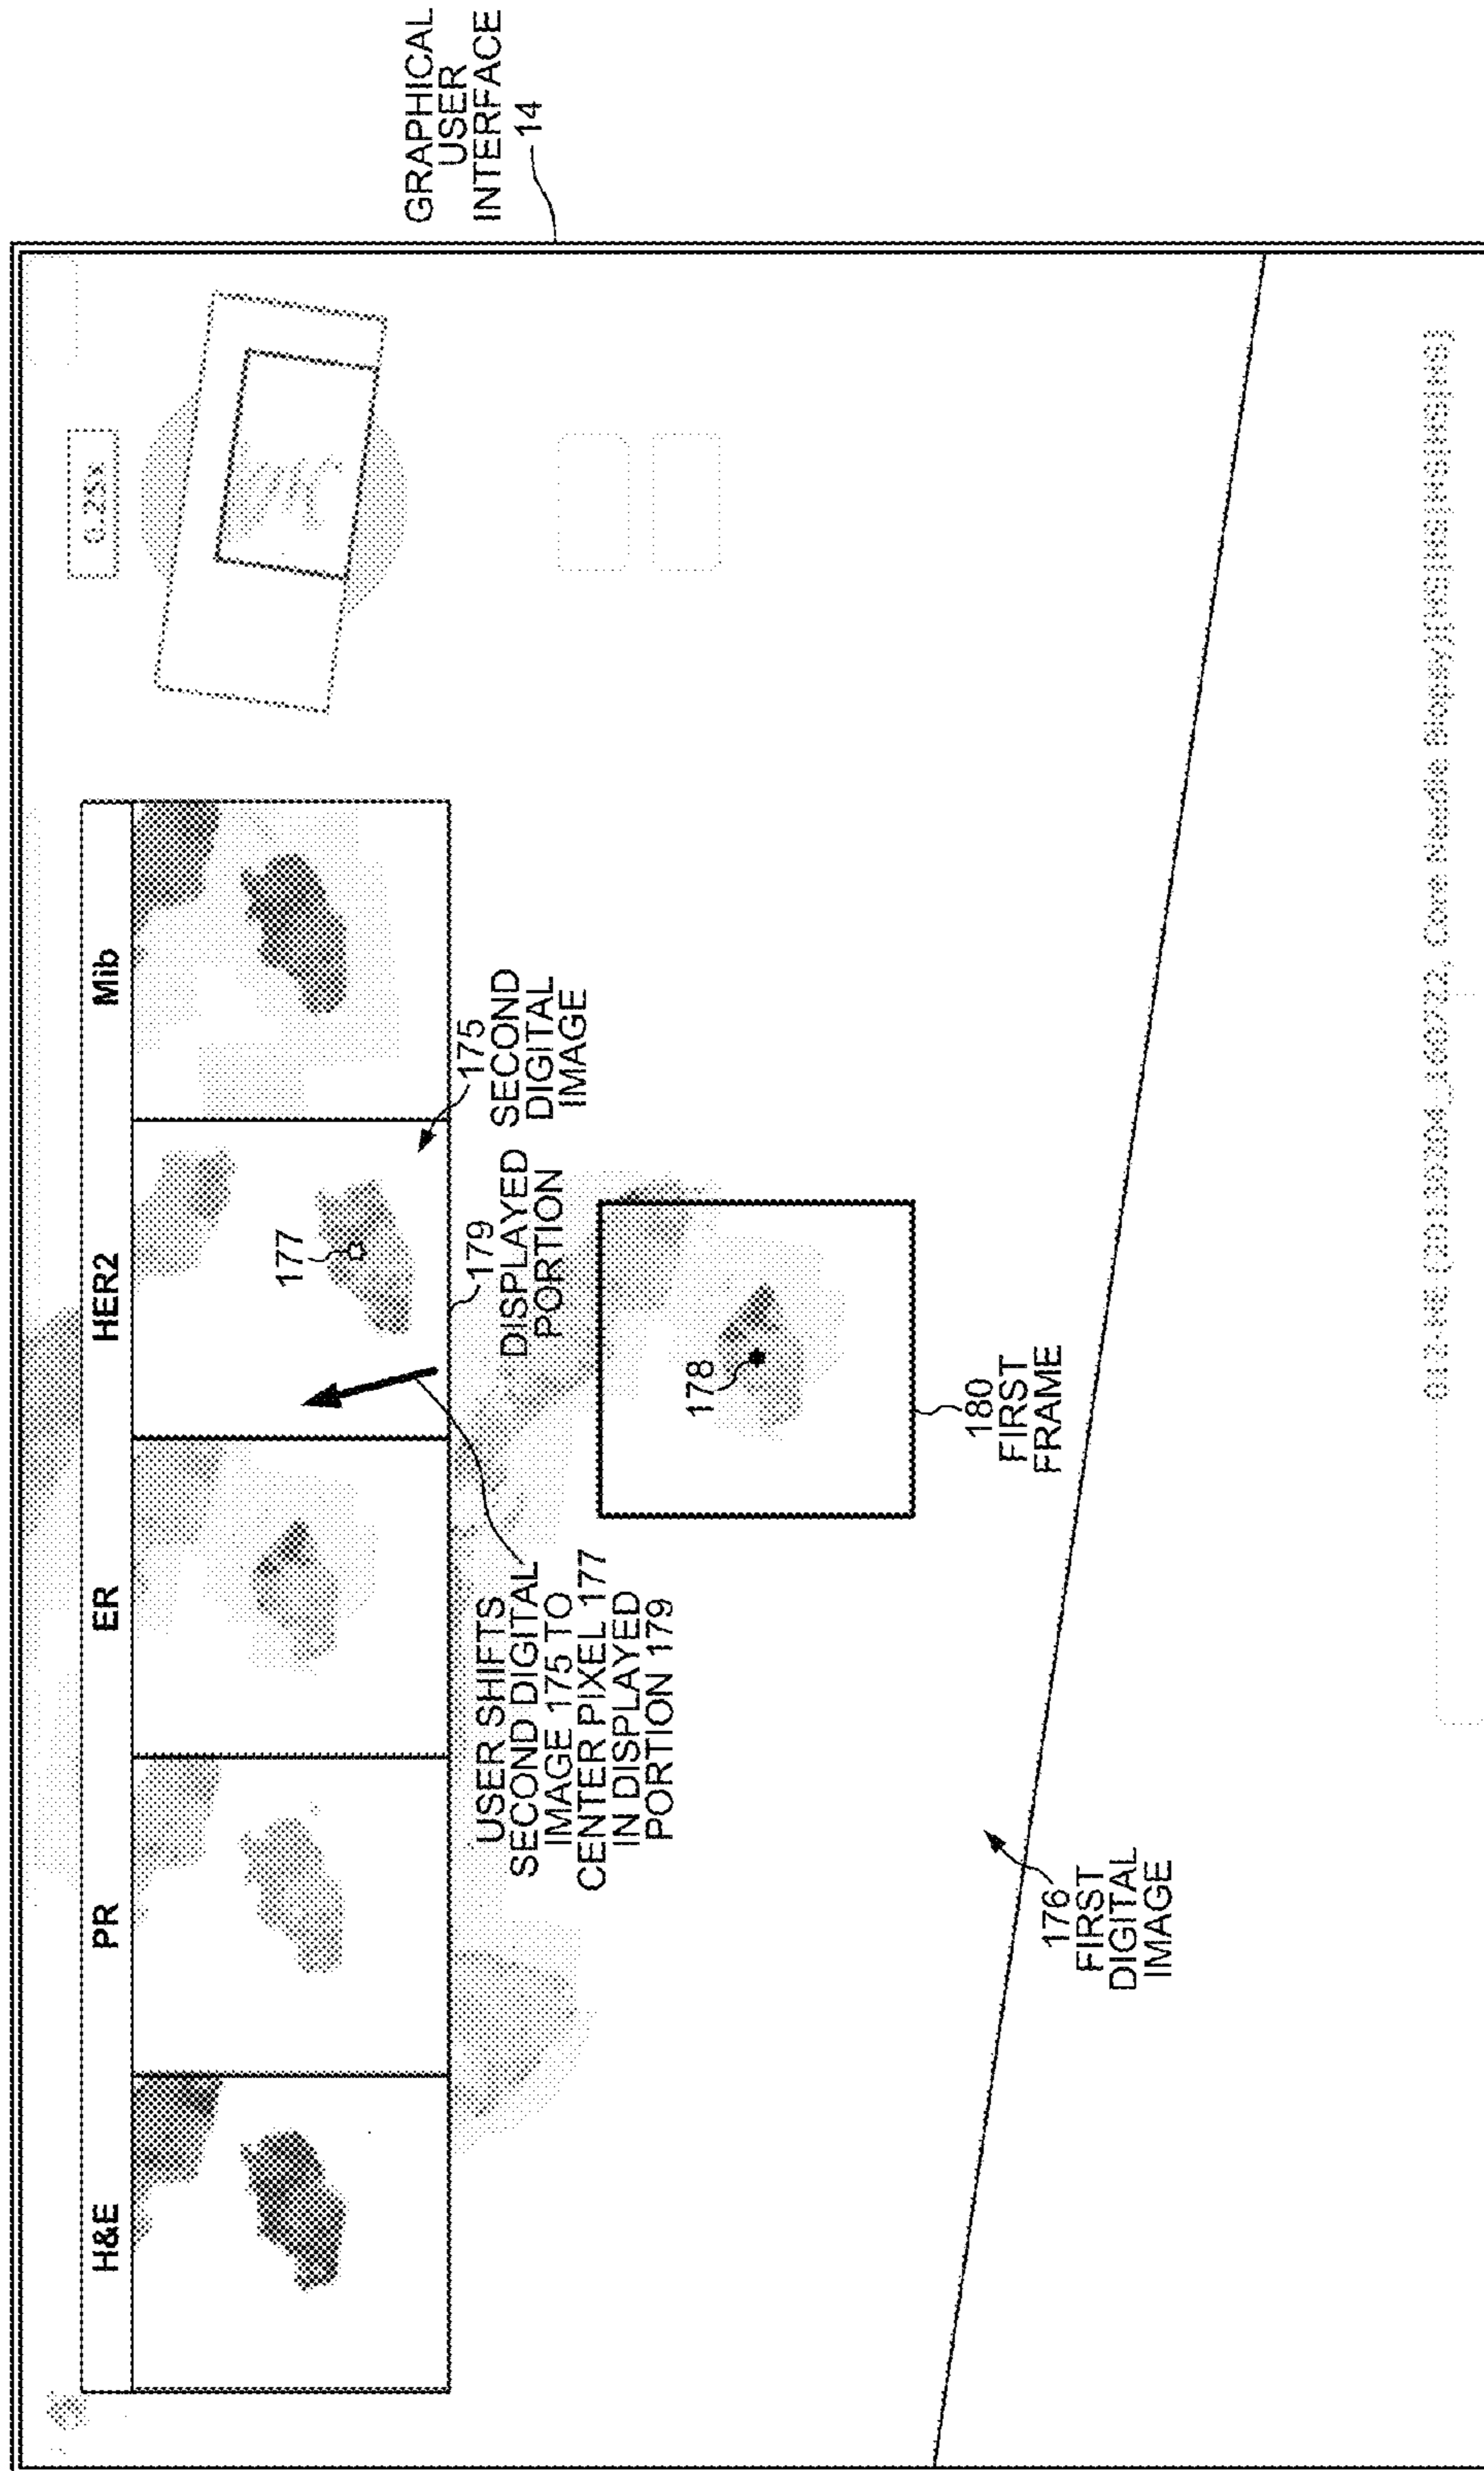 H&E
PR
ER
HER2
Mib
0.25x
GRAPHICAL
USER
INTERFACE
14
177
175
SECOND
DIGITAL
IMAGE
179
DISPLAYED
PORTION
USER SHIFTS
SECOND DIGITAL
IMAGE 175 TO
CENTER PIXEL 177
IN DISPLAYED
PORTION 179
178
180
FIRST
FRAME
176
FIRST
DIGITAL
IMAGE
Core Needle Biopsy